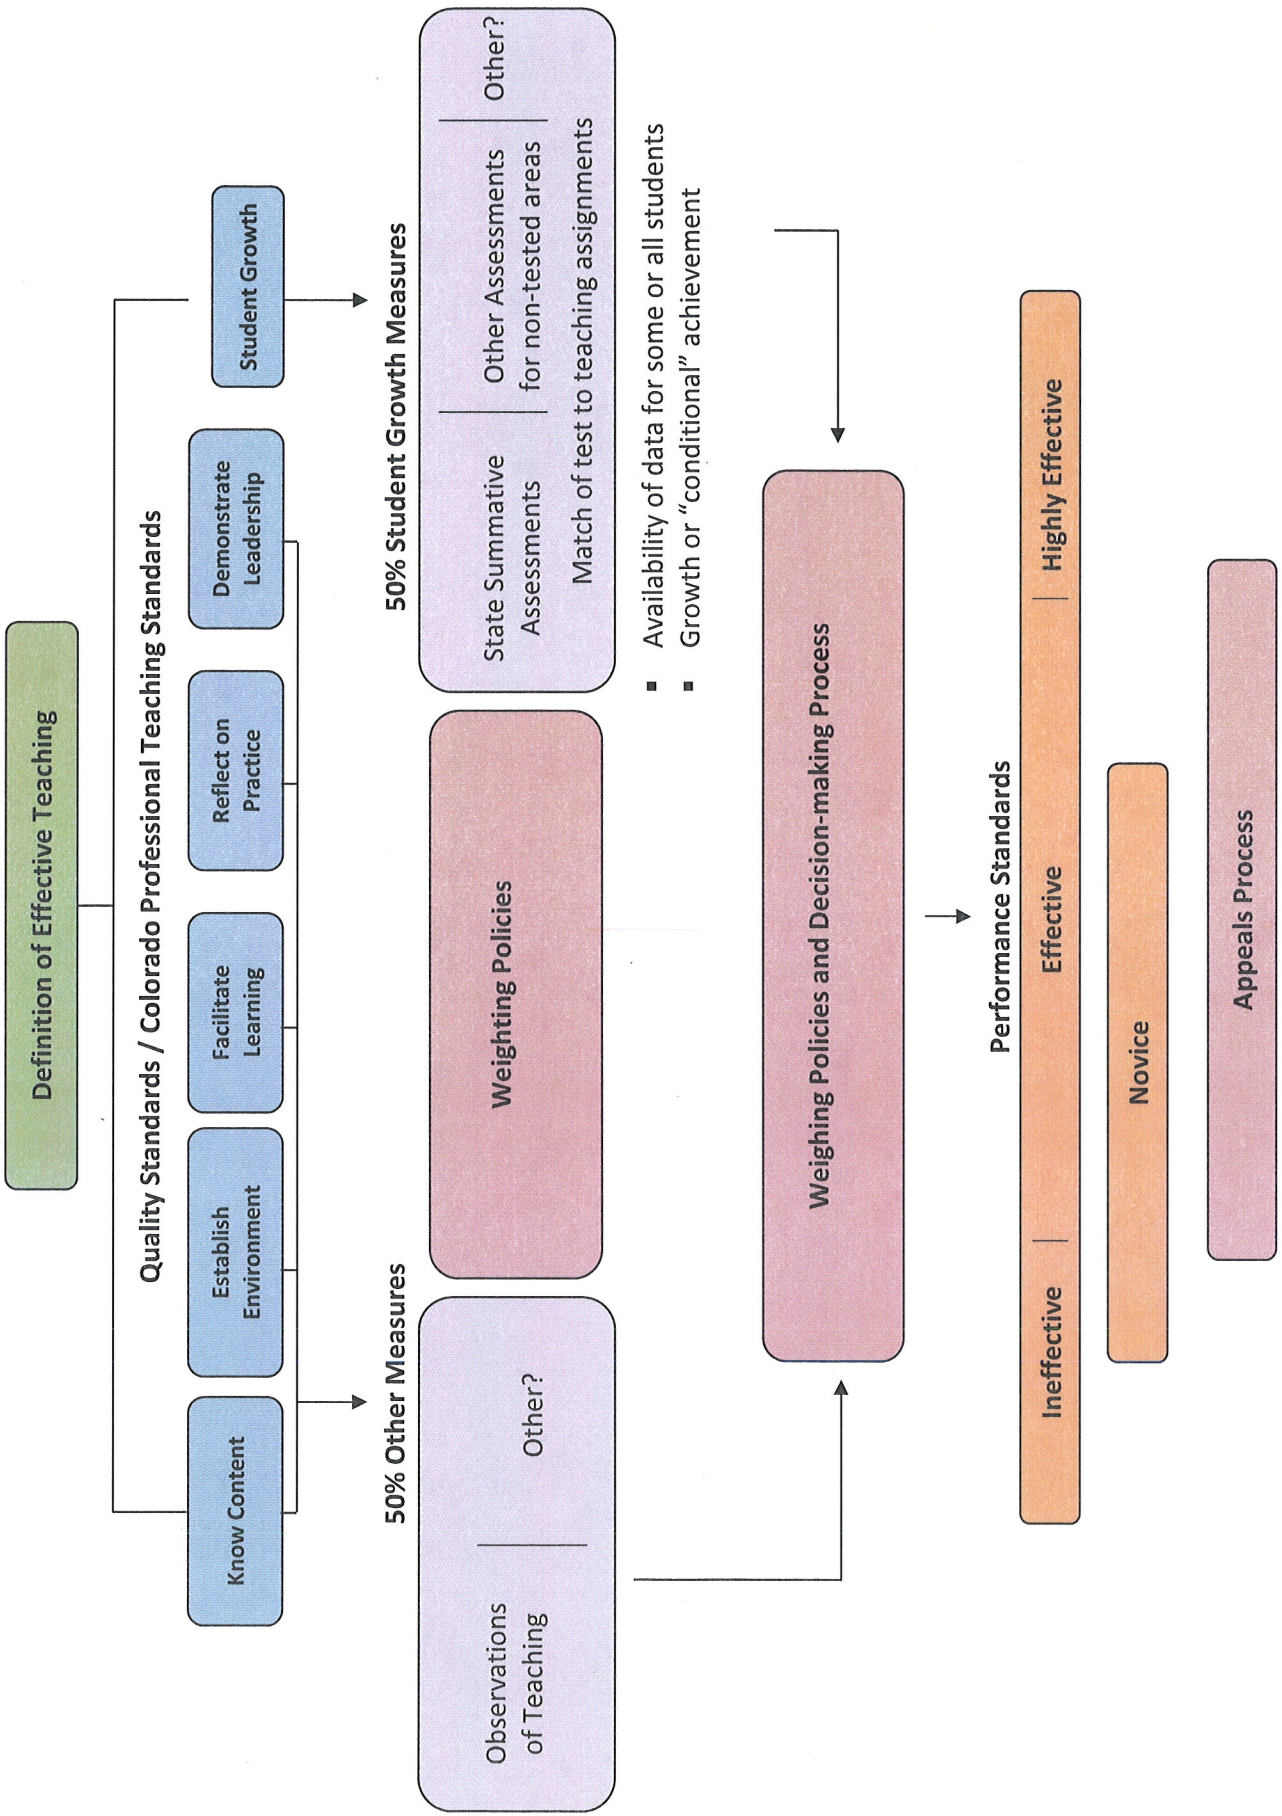 Definition of Effective Teaching
Quality Standards / Colorado Professional Teaching Standards
Know Content
Establish
Environment
Facilitate
Learning
Reflect on
Practice
Demonstrate
Leadership
Student Growth
50% Other Measures
50% Student Growth Measures
Observations
of Teaching
Other?
Weighting Policies
State Summative
Assessments
Other Assessments
for non-tested areas
Other?
Match of test to teaching assignments
▪ Availability of data for some or all students
▪ Growth or “conditional” achievement
Weighing Policies and Decision-making Process
Performance Standards
Ineffective
Effective
Highly Effective
Novice
Appeals Process